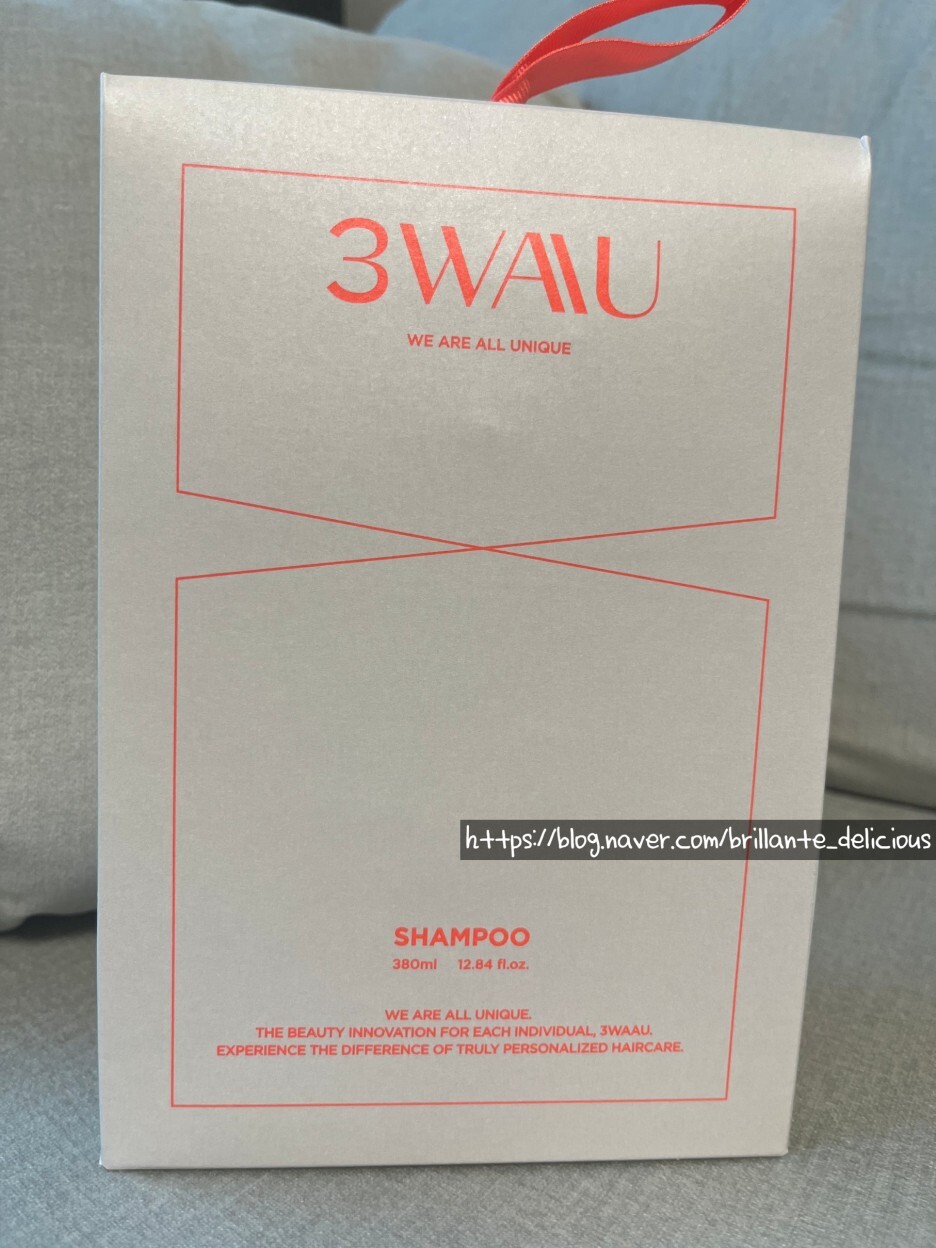 3WAAU
WE ARE ALL UNIQUE
https://blog.naver.com/brillante_delicious
SHAMPOO
380ml 12.84 fl.oz.
WE ARE ALL UNIQUE.
THE BEAUTY INNOVATION FOR EACH INDIVIDUAL, 3WAAU.
EXPERIENCE THE DIFFERENCE OF TRULY PERSONALIZED HAIRCARE.